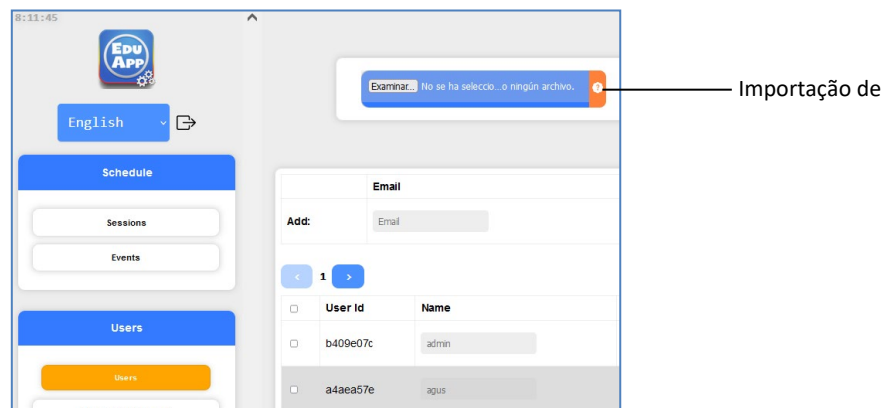 8:11:45
EDU
APP
English
Schedule
Sessions
Events
Users
Users
Examinar... No se ha seleccio...o ningún archivo. ?
Importação de
Email
Add: Email
< 1 >
User Id Name
b409e07c admin
a4aea57e agus